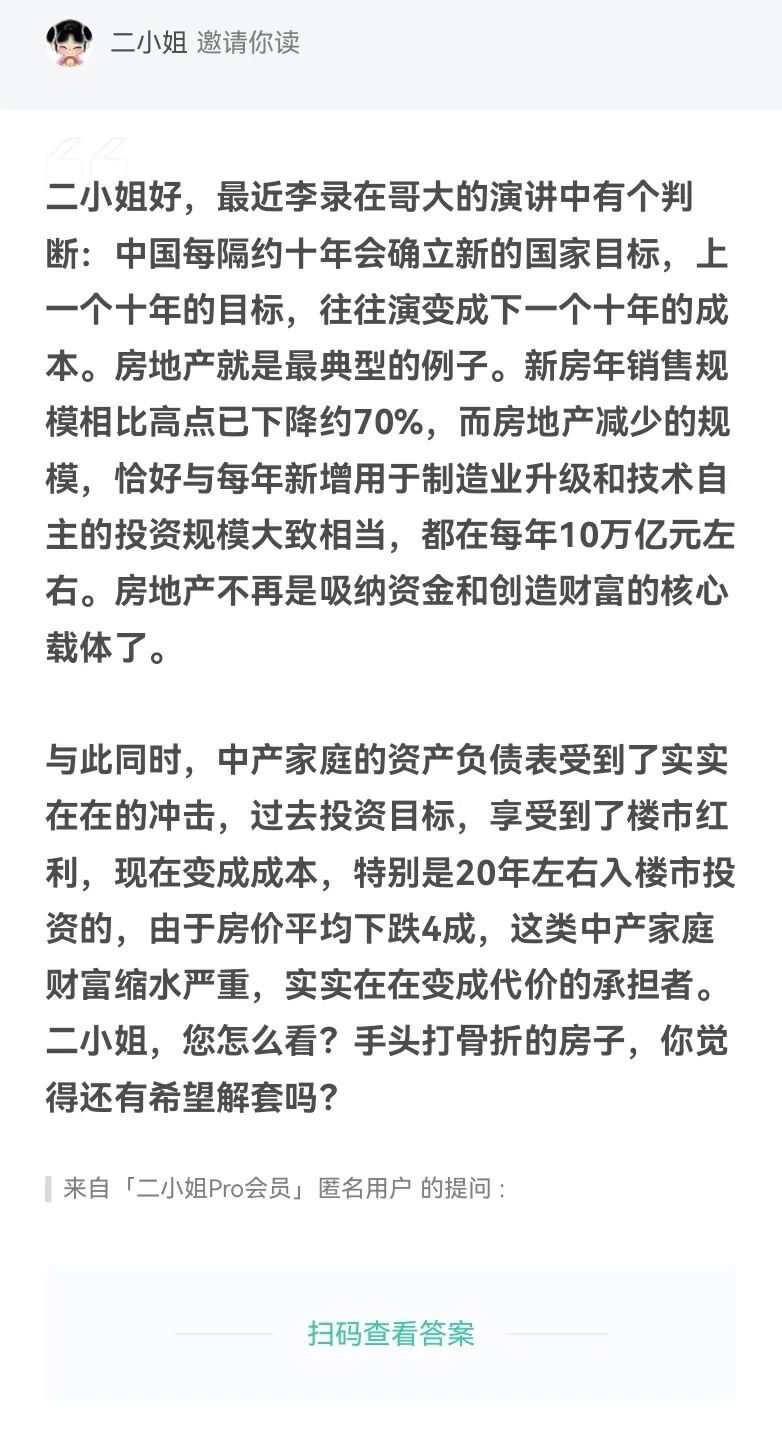 二小姐 邀请你读
二小姐好，最近李录在哥大的演讲中有个判
断：中国每隔约十年会确立新的国家目标，上
一个十年的目标，往往演变成下一个十年的成
本。房地产就是最典型的例子。新房年销售规
模相比高点已下降约70%，而房地产减少的规
模，恰好与每年新增用于制造业升级和技术自
主的投资规模大致相当，都在每年10万亿元左
右。房地产不再是吸纳资金和创造财富的核心
载体了。
与此同时，中产家庭的资产负债表受到了实实
在在的冲击，过去投资目标，享受到了楼市红
利，现在变成成本，特别是20年左右入楼市投
资的，由于房价平均下跌4成，这类中产家庭
财富缩水严重，实实在在变成代价的承担者。
二小姐，您怎么看？手头打骨折的房子，你觉
得还有希望解套吗？
来自「二小姐Pro会员」匿名用户 的提问：
扫码查看答案